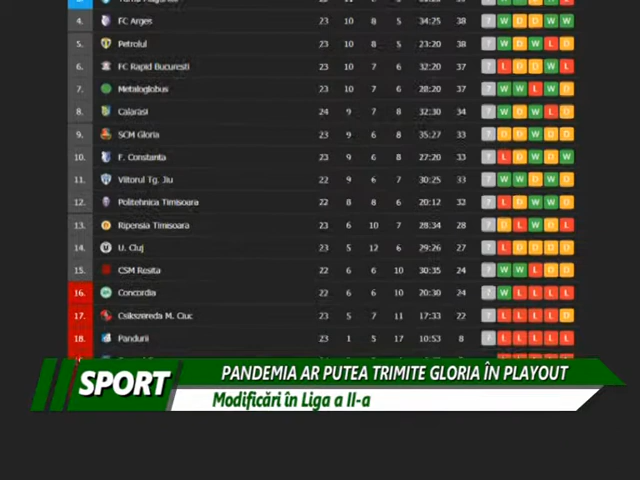 4. FC Arges 23 10 8 5 34:25 38 ? W D D W W
5. Petrolul 23 10 8 5 23:20 38 ? W D W L D
6. FC Rapid Bucuresti 23 10 7 6 32:20 37 ? L D D W L
7. Metaloglobus 23 10 7 6 28:20 37 ? W W L W D
8. Calarasi 24 9 7 8 32:30 34 ? W D W L D
9. SCM Gloria 23 9 6 8 35:27 33 ? D D W D D
10. F. Constanta 23 9 6 8 27:20 33 ? L D W D W
11. Viitorul Tg. Jiu 22 9 6 7 30:25 33 ? W W D W D
12. Politehnica Timisoara 22 8 8 6 20:12 32 ? L D W W D
13. Ripensia Timisoara 23 6 10 7 28:34 28 ? D L W D L
14. U. Cluj 23 5 12 6 29:26 27 ? L D D D D
15. CSM Resita 22 6 6 10 30:35 24 ? W L L D D
16. Concordia 22 6 6 10 20:30 24 ? W L L L L
17. Csikszereda M. Ciuc 23 5 7 11 17:33 22 ? L L L L D
18. Pandurii 23 1 5 17 10:53 8 ? L L L L L
SPORT
PANDEMIA AR PUTEA TRIMITE GLORIA ÎN PLAYOUT
Modificări în Liga a II-a